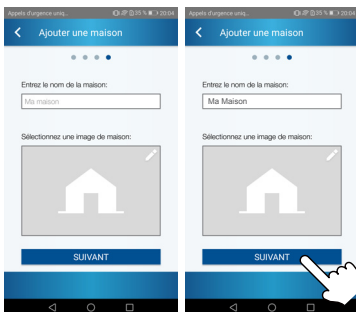 Appels d'urgence uniq... 35 % 20:04
Ajouter une maison
Entrez le nom de la maison:
Ma maison
Sélectionnez une image de maison:
SUIVANT
Appels d'urgence uniq... 35 % 20:04
Ajouter une maison
Entrez le nom de la maison:
Ma Maison
Sélectionnez une image de maison:
SUIVANT